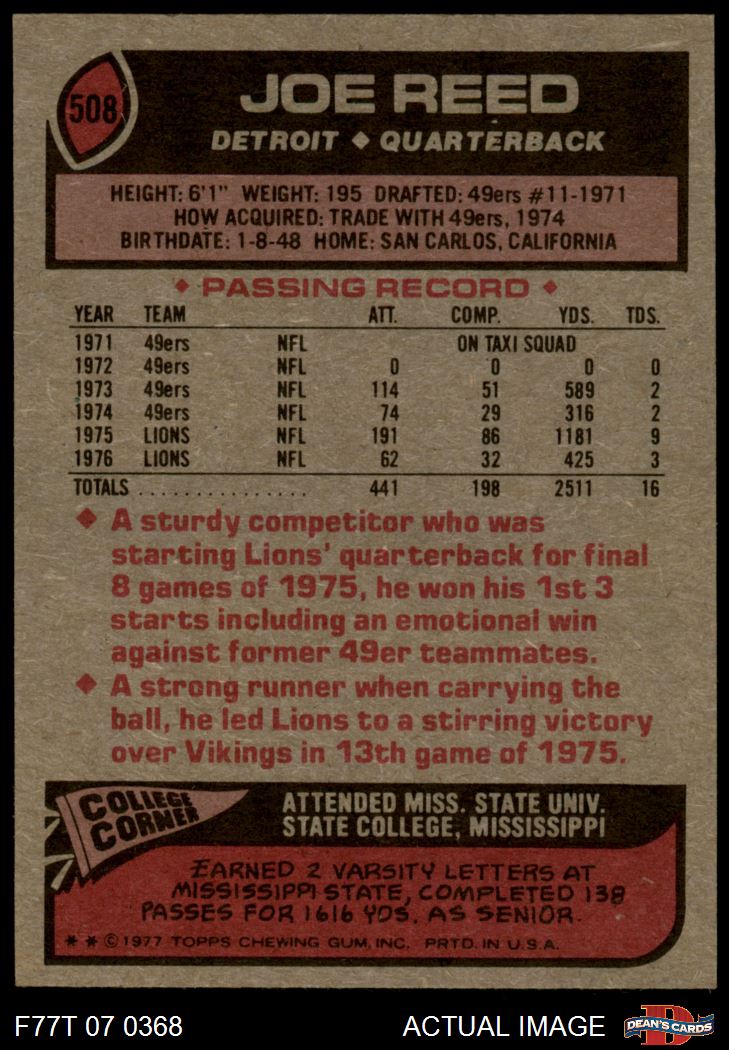 508
JOE REED
DETROIT ◆ QUARTERBACK
HEIGHT: 6'1" WEIGHT: 195 DRAFTED: 49ers #11-1971
HOW ACQUIRED: TRADE WITH 49ers, 1974
BIRTHDATE: 1-8-48 HOME: SAN CARLOS, CALIFORNIA
◆ PASSING RECORD ◆
YEAR TEAM ATT. COMP. YDS. TDS.
1971 49ers NFL ON TAXI SQUAD
1972 49ers NFL 0 0 0 0
1973 49ers NFL 114 51 589 2
1974 49ers NFL 74 29 316 2
1975 LIONS NFL 191 86 1181 9
1976 LIONS NFL 62 32 425 3
TOTALS ................ 441 198 2511 16
◆ A sturdy competitor who was
starting Lions' quarterback for final
8 games of 1975, he won his 1st 3
starts including an emotional win
against former 49er teammates.
◆ A strong runner when carrying the
ball, he led Lions to a stirring victory
over Vikings in 13th game of 1975.
COLLEGE
CORNER
ATTENDED MISS. STATE UNIV.
STATE COLLEGE, MISSISSIPPI
EARNED 2 VARSITY LETTERS AT
MISSISSIPPI STATE, COMPLETED 138
PASSES FOR 1616 YDS. AS SENIOR.
** © 1977 TOPPS CHEWING GUM, INC. PRTD. IN U.S.A.
F77T 07 0368
ACTUAL IMAGE
D
DEAN'S CARDS